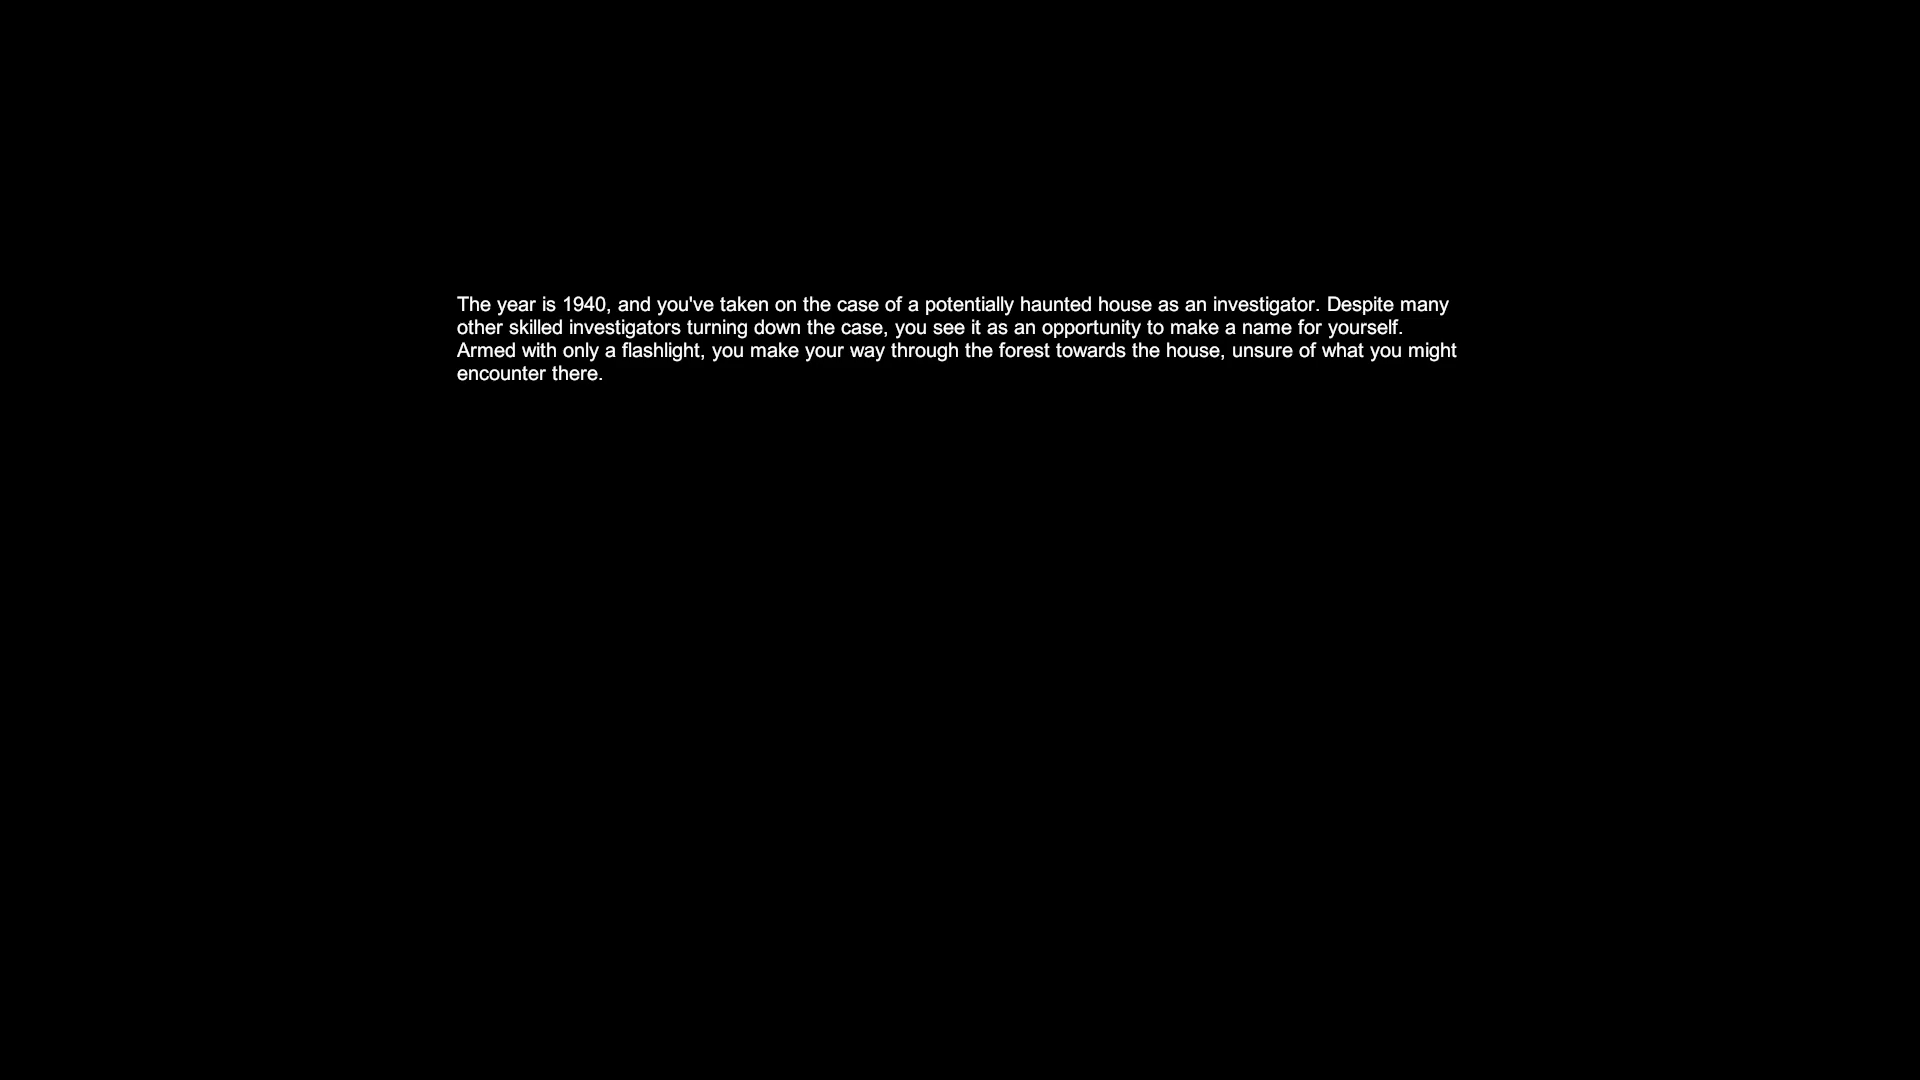 The year is 1940, and you've taken on the case of a potentially haunted house as an investigator. Despite many
other skilled investigators turning down the case, you see it as an opportunity to make a name for yourself.
Armed with only a flashlight, you make your way through the forest towards the house, unsure of what you might
encounter there.